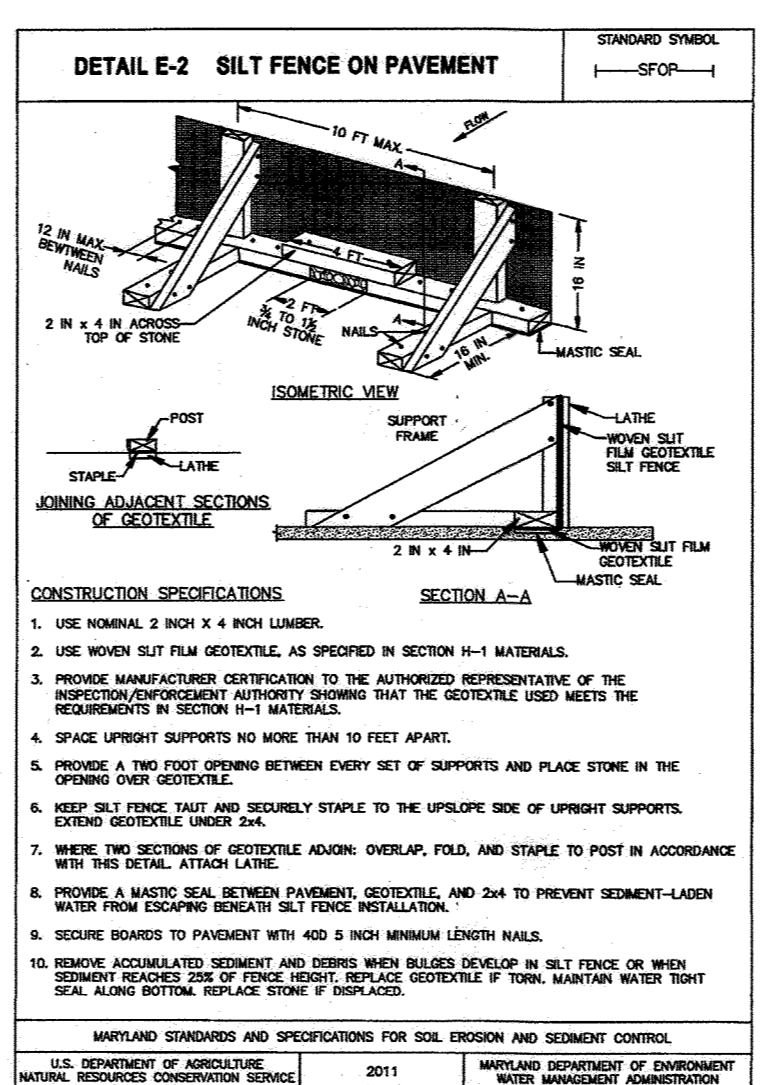 DETAIL E-2 SILT FENCE ON PAVEMENT
STANDARD SYMBOL
SFOP
10 FT MAX.
FLOW
A
12 IN MAX.
BEWTWEEN
NAILS
4 FT
16 IN
2 FT
¾ TO 1½
INCH STONE
2 IN x 4 IN ACROSS
TOP OF STONE
NAILS
A
16 IN
MIN.
MASTIC SEAL
ISOMETRIC VIEW
POST
STAPLE
LATHE
JOINING ADJACENT SECTIONS
OF GEOTEXTILE
SUPPORT
FRAME
LATHE
WOVEN SLIT
FILM GEOTEXTILE
SILT FENCE
2 IN x 4 IN
WOVEN SLIT FILM
GEOTEXTILE
MASTIC SEAL
SECTION A-A
CONSTRUCTION SPECIFICATIONS
1. USE NOMINAL 2 INCH X 4 INCH LUMBER.
2. USE WOVEN SLIT FILM GEOTEXTILE, AS SPECIFIED IN SECTION H-1 MATERIALS.
3. PROVIDE MANUFACTURER CERTIFICATION TO THE AUTHORIZED REPRESENTATIVE OF THE
INSPECTION/ENFORCEMENT AUTHORITY SHOWING THAT THE GEOTEXTILE USED MEETS THE
REQUIREMENTS IN SECTION H-1 MATERIALS.
4. SPACE UPRIGHT SUPPORTS NO MORE THAN 10 FEET APART.
5. PROVIDE A TWO FOOT OPENING BETWEEN EVERY SET OF SUPPORTS AND PLACE STONE IN THE
OPENING OVER GEOTEXTILE.
6. KEEP SILT FENCE TAUT AND SECURELY STAPLE TO THE UPSLOPE SIDE OF UPRIGHT SUPPORTS.
EXTEND GEOTEXTILE UNDER 2x4.
7. WHERE TWO SECTIONS OF GEOTEXTILE ADJOIN: OVERLAP, FOLD, AND STAPLE TO POST IN ACCORDANCE
WITH THIS DETAIL. ATTACH LATHE.
8. PROVIDE A MASTIC SEAL BETWEEN PAVEMENT, GEOTEXTILE, AND 2x4 TO PREVENT SEDIMENT-LADEN
WATER FROM ESCAPING BENEATH SILT FENCE INSTALLATION.
9. SECURE BOARDS TO PAVEMENT WITH 40D 5 INCH MINIMUM LENGTH NAILS.
10. REMOVE ACCUMULATED SEDIMENT AND DEBRIS WHEN BULGES DEVELOP IN SILT FENCE OR WHEN
SEDIMENT REACHES 25% OF FENCE HEIGHT. REPLACE GEOTEXTILE IF TORN. MAINTAIN WATER TIGHT
SEAL ALONG BOTTOM. REPLACE STONE IF DISPLACED.
MARYLAND STANDARDS AND SPECIFICATIONS FOR SOIL EROSION AND SEDIMENT CONTROL
U.S. DEPARTMENT OF AGRICULTURE
NATURAL RESOURCES CONSERVATION SERVICE
2011
MARYLAND DEPARTMENT OF ENVIRONMENT
WATER MANAGEMENT ADMINISTRATION